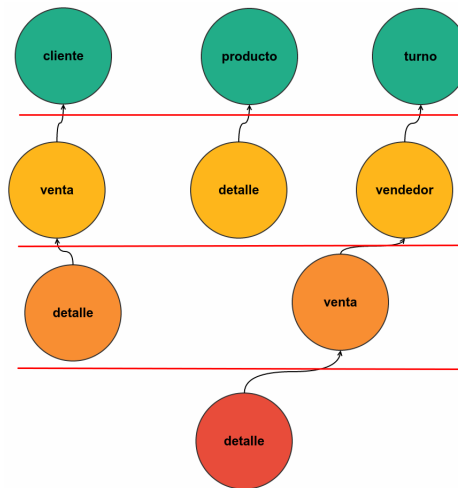 cliente
producto
turno
venta
detalle
vendedor
detalle
venta
detalle